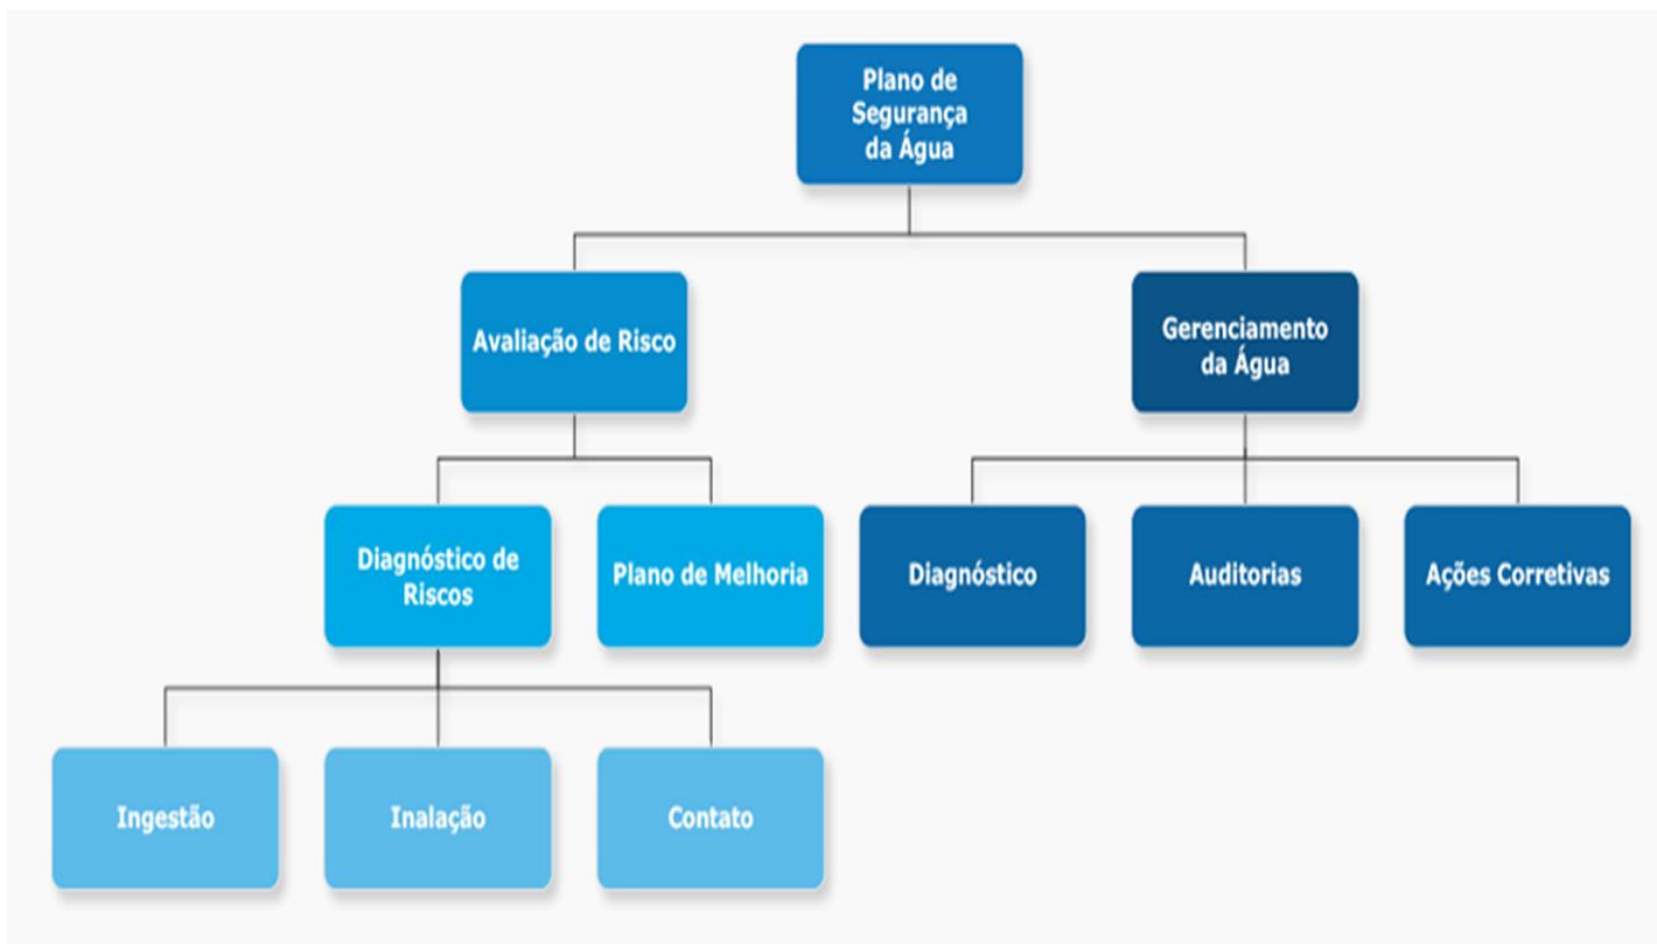 Plano de
Segurança
da Água
Avaliação de Risco
Gerenciamento
da Água
Diagnóstico de
Riscos
Plano de Melhoria
Diagnóstico
Auditorias
Ações Corretivas
Ingestão
Inalação
Contato